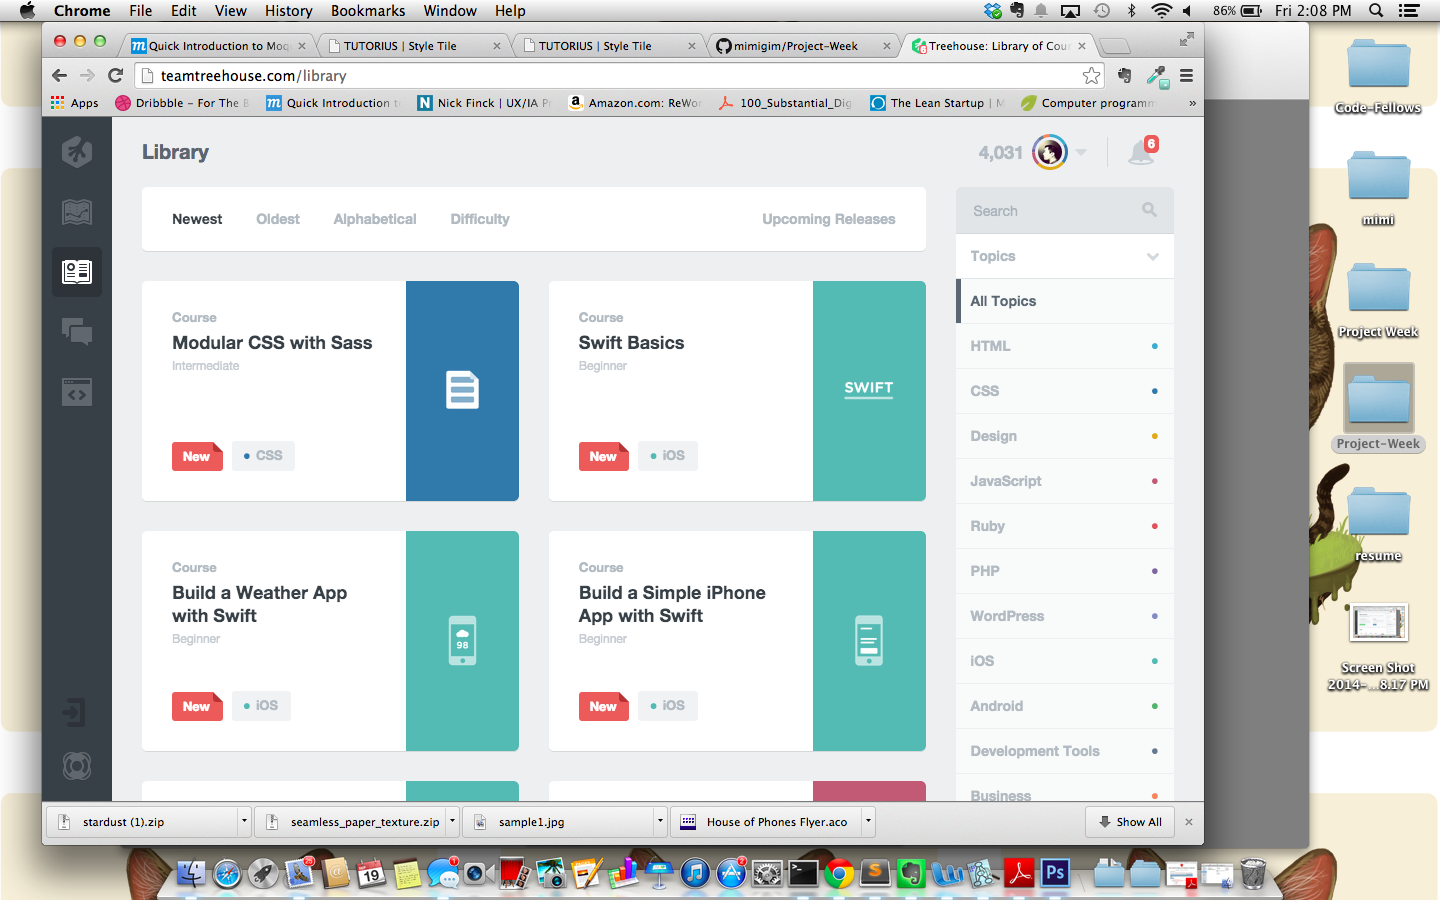 Chrome File Edit View History Bookmarks Window Help 86% Fri 2:08 PM
Quick Introduction to Moq TUTORIUS | Style Tile TUTORIUS | Style Tile mimigim/Project-Week Treehouse: Library of Cour
teamtreehouse.com/library
Apps Dribbble - For The B Quick Introduction to Nick Finck | UX/IA P Amazon.com: ReWor 100_Substantial_Dig The Lean Startup | M Computer programm »
Library
4,031
6
Newest Oldest Alphabetical Difficulty Upcoming Releases
Course
Modular CSS with Sass
Intermediate
New CSS
Course
Swift Basics
Beginner
New iOS
SWIFT
Course
Build a Weather App
with Swift
Beginner
New iOS
98
Course
Build a Simple iPhone
App with Swift
Beginner
New iOS
Search
Topics
All Topics
HTML
CSS
Design
JavaScript
Ruby
PHP
WordPress
iOS
Android
Development Tools
Business
stardust (1).zip seamless_paper_texture.zip sample1.jpg House of Phones Flyer.aco Show All
Code-Fellows
mimi
Project Week
Project-Week
resume
Screen Shot
2014-...8.17 PM
19
Ps